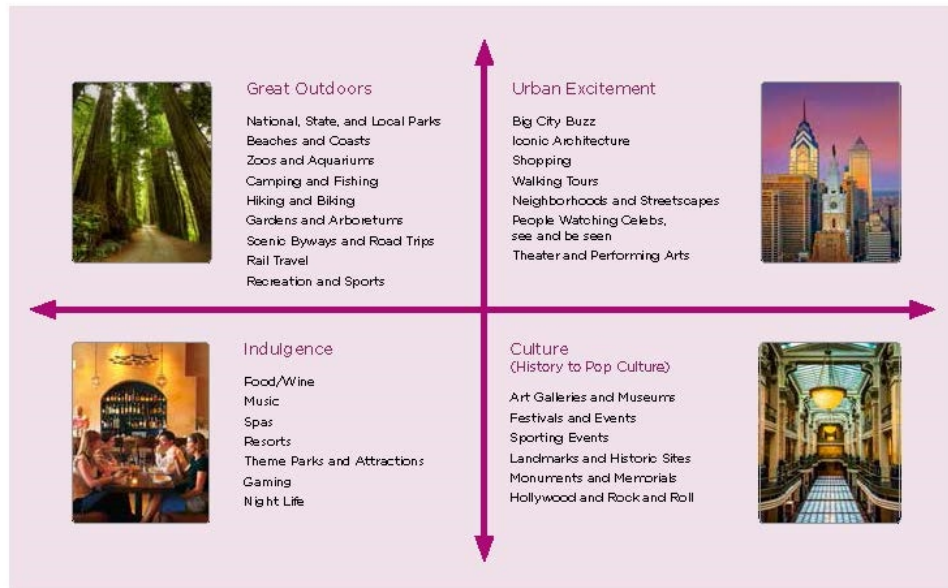 Great Outdoors
National, State, and Local Parks
Beaches and Coasts
Zoos and Aquariums
Camping and Fishing
Hiking and Biking
Gardens and Arboretums
Scenic Byways and Road Trips
Rail Travel
Recreation and Sports
Urban Excitement
Big City Buzz
Iconic Architecture
Shopping
Walking Tours
Neighborhoods and Streetscapes
People Watching Celebs,
see and be seen
Theater and Performing Arts
Indulgence
Food/Wine
Music
Spas
Resorts
Theme Parks and Attractions
Gaming
Night Life
Culture
(History to Pop Culture)
Art Galleries and Museums
Festivals and Events
Sporting Events
Landmarks and Historic Sites
Monuments and Memorials
Hollywood and Rock and Roll